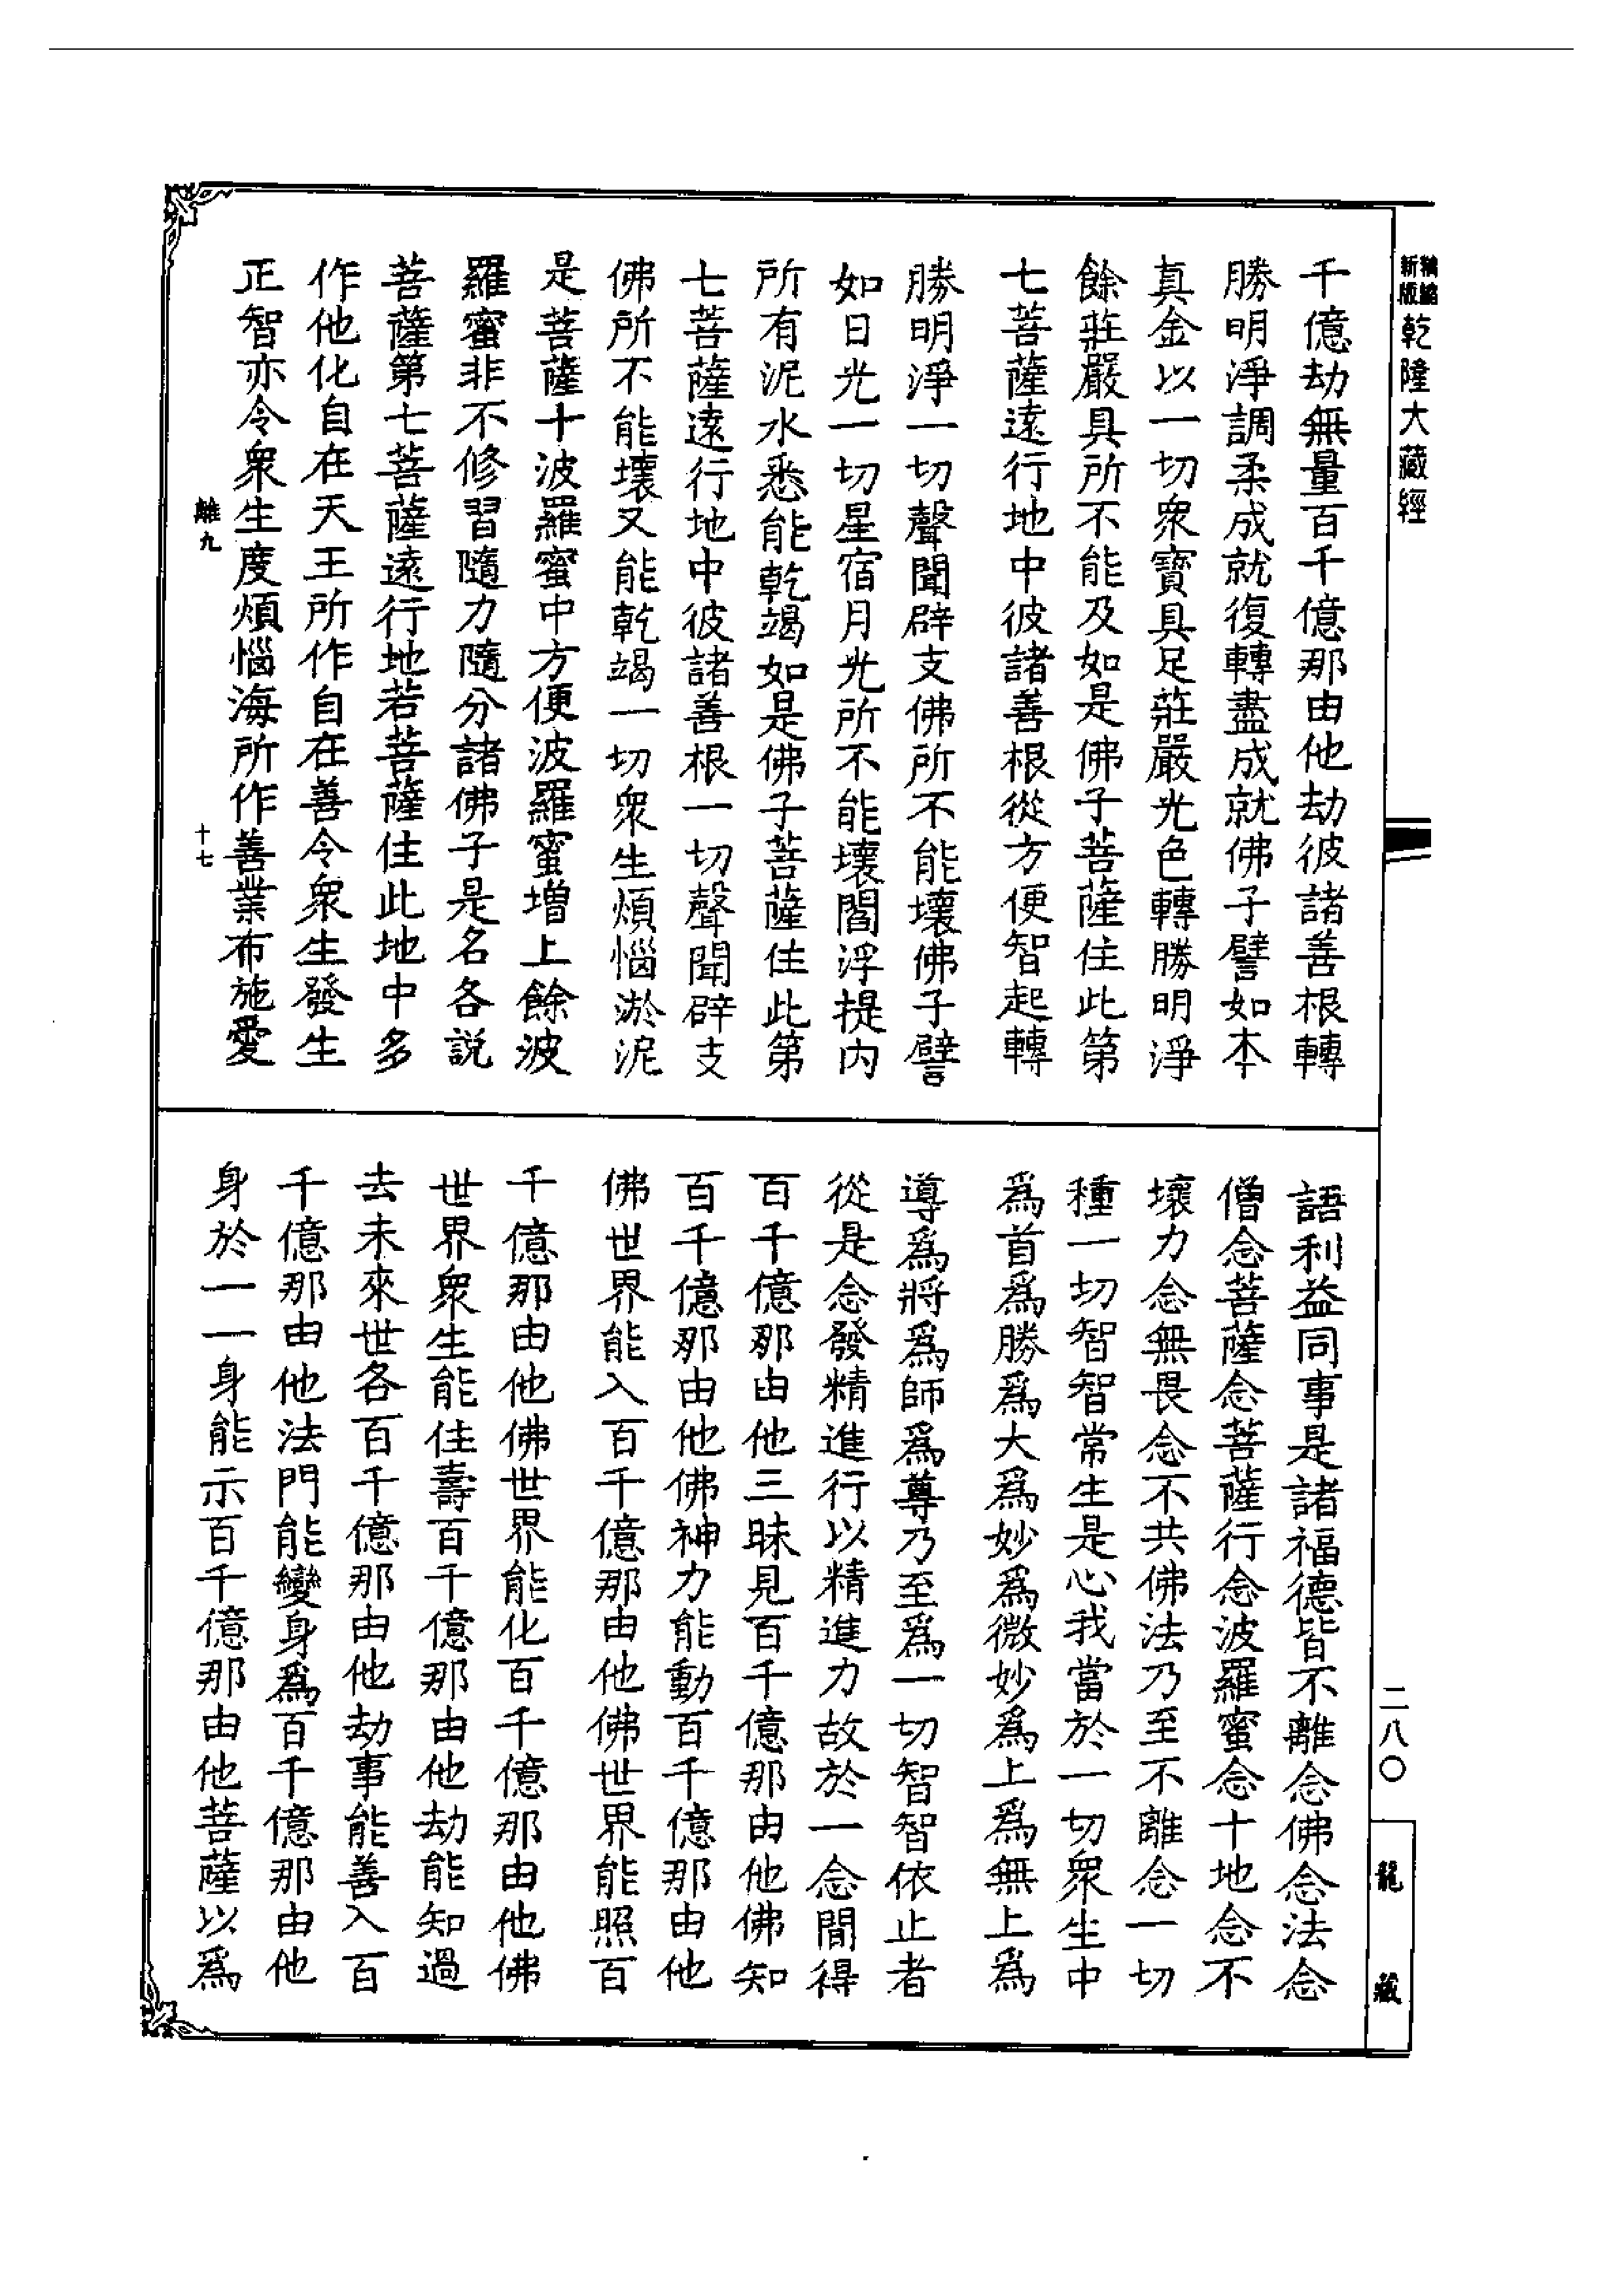 精縮新版乾隆大藏經
千億劫無量百千億那由他劫彼諸善根轉
勝明淨調柔成就復轉盡成就佛子譬如本
真金以一切眾寶具足莊嚴光色轉勝明淨
餘莊嚴具所不能及如是佛子菩薩住此第
七菩薩遠行地中彼諸善根從方便智起轉
勝明淨一切聲聞辟支佛所不能壞佛子譬
如日光一切星宿月光所不能壞閻浮提內
所有泥水悉能乾竭如是佛子菩薩住此第
七菩薩遠行地中彼諸善根一切聲聞辟支
佛所不能壞又能乾竭一切眾生煩惱淤泥
是菩薩十波羅蜜中方便波羅蜜增上餘波
羅蜜非不修習隨力隨分諸佛子是名各說
菩薩第七菩薩遠行地若菩薩住此地中多
作他化自在天王所作自在善令眾生發生
正智亦令眾生度煩惱海所作善業布施愛
離九
十七
語利益同事是諸福德皆不離念佛念法念
僧念菩薩念菩薩行念波羅蜜念十地念不
壞力念無畏念不共佛法乃至不離念一切
種一切智智常生是心我當於一切眾生中
為首為勝為大為妙為微妙為上為無上為
導為將為師為尊乃至為一切智智依止者
從是念發精進行以精進力故於一念間得
百千億那由他三昧見百千億那由他佛知
百千億那由他佛神力能動百千億那由他
佛世界能入百千億那由他佛世界能照百
千億那由他佛世界能化百千億那由他佛
世界眾生能住壽百千億那由他劫能知過
去未來世各百千億那由他劫事能善入百
千億那由他法門能變身為百千億那由他
身於一一身能示百千億那由他菩薩以為
二八〇
龍藏